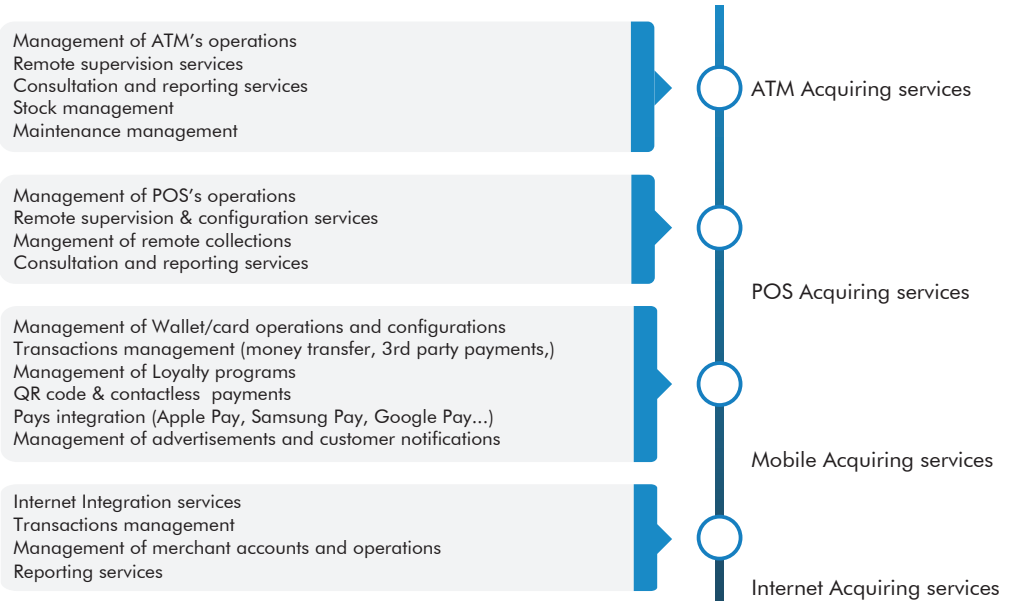 Management of ATM’s operations
Remote supervision services
Consultation and reporting services
Stock management
Maintenance management
ATM Acquiring services
Management of POS’s operations
Remote supervision & configuration services
Mangement of remote collections
Consultation and reporting services
POS Acquiring services
Management of Wallet/card operations and configurations
Transactions management (money transfer, 3rd party payments,)
Management of Loyalty programs
QR code & contactless payments
Pays integration (Apple Pay, Samsung Pay, Google Pay...)
Management of advertisements and customer notifications
Mobile Acquiring services
Internet Integration services
Transactions management
Management of merchant accounts and operations
Reporting services
Internet Acquiring services